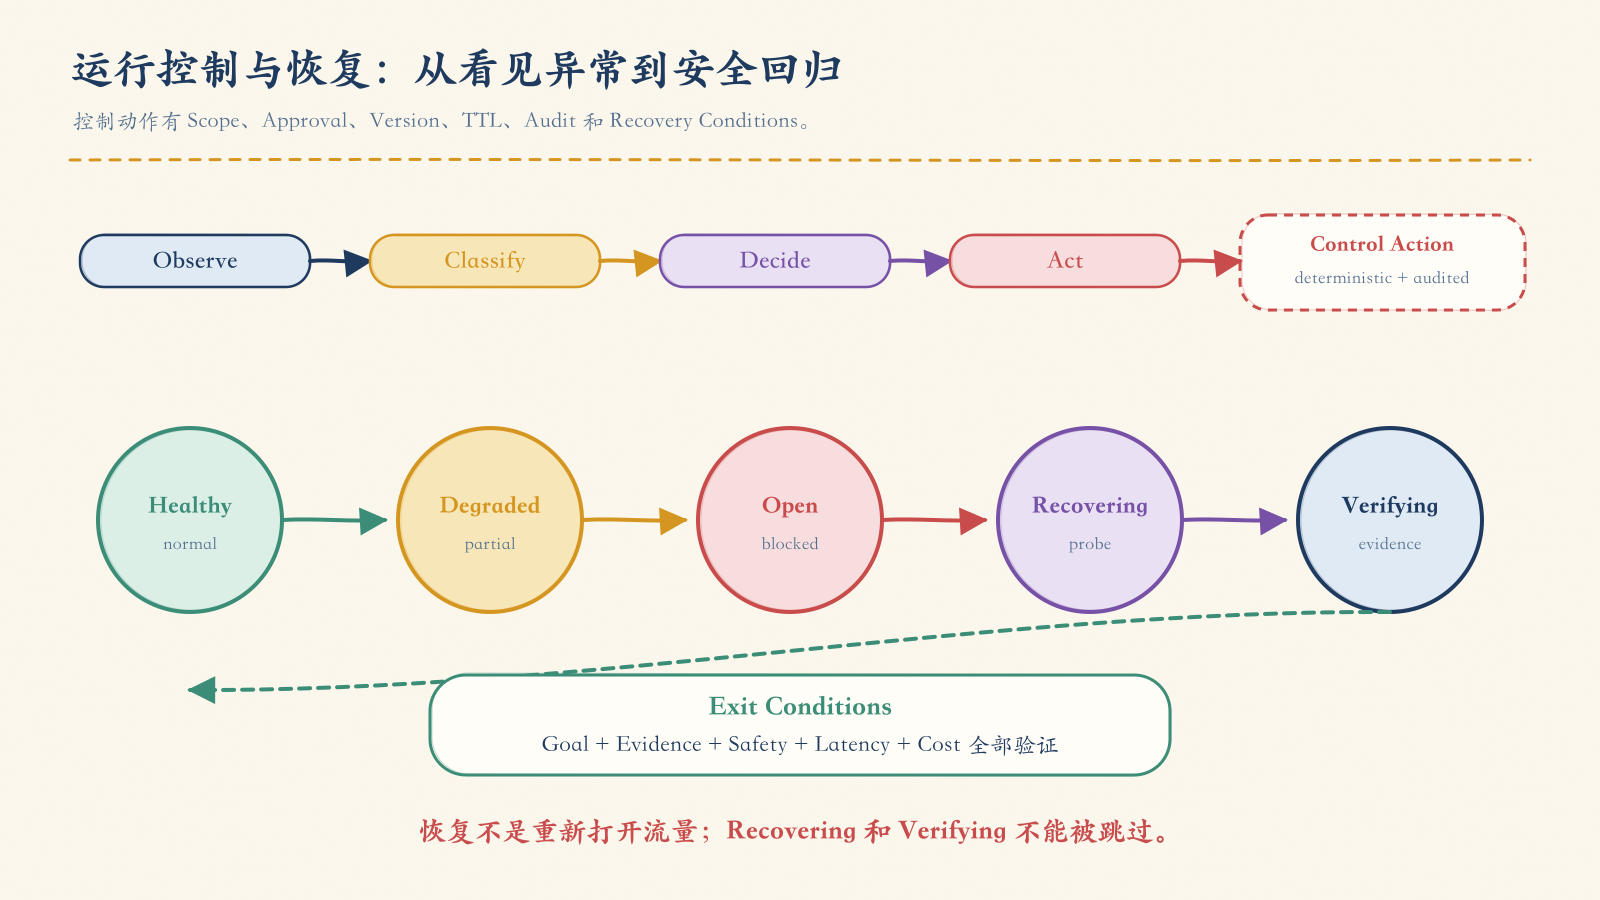 运行控制与恢复：从看见异常到安全回归
控制动作有 Scope、Approval、Version、TTL、Audit 和 Recovery Conditions。
Observe
Classify
Decide
Act
Control Action
deterministic + audited
Healthy
normal
Degraded
partial
Open
blocked
Recovering
probe
Verifying
evidence
Exit Conditions
Goal + Evidence + Safety + Latency + Cost 全部验证
恢复不是重新打开流量；Recovering 和 Verifying 不能被跳过。